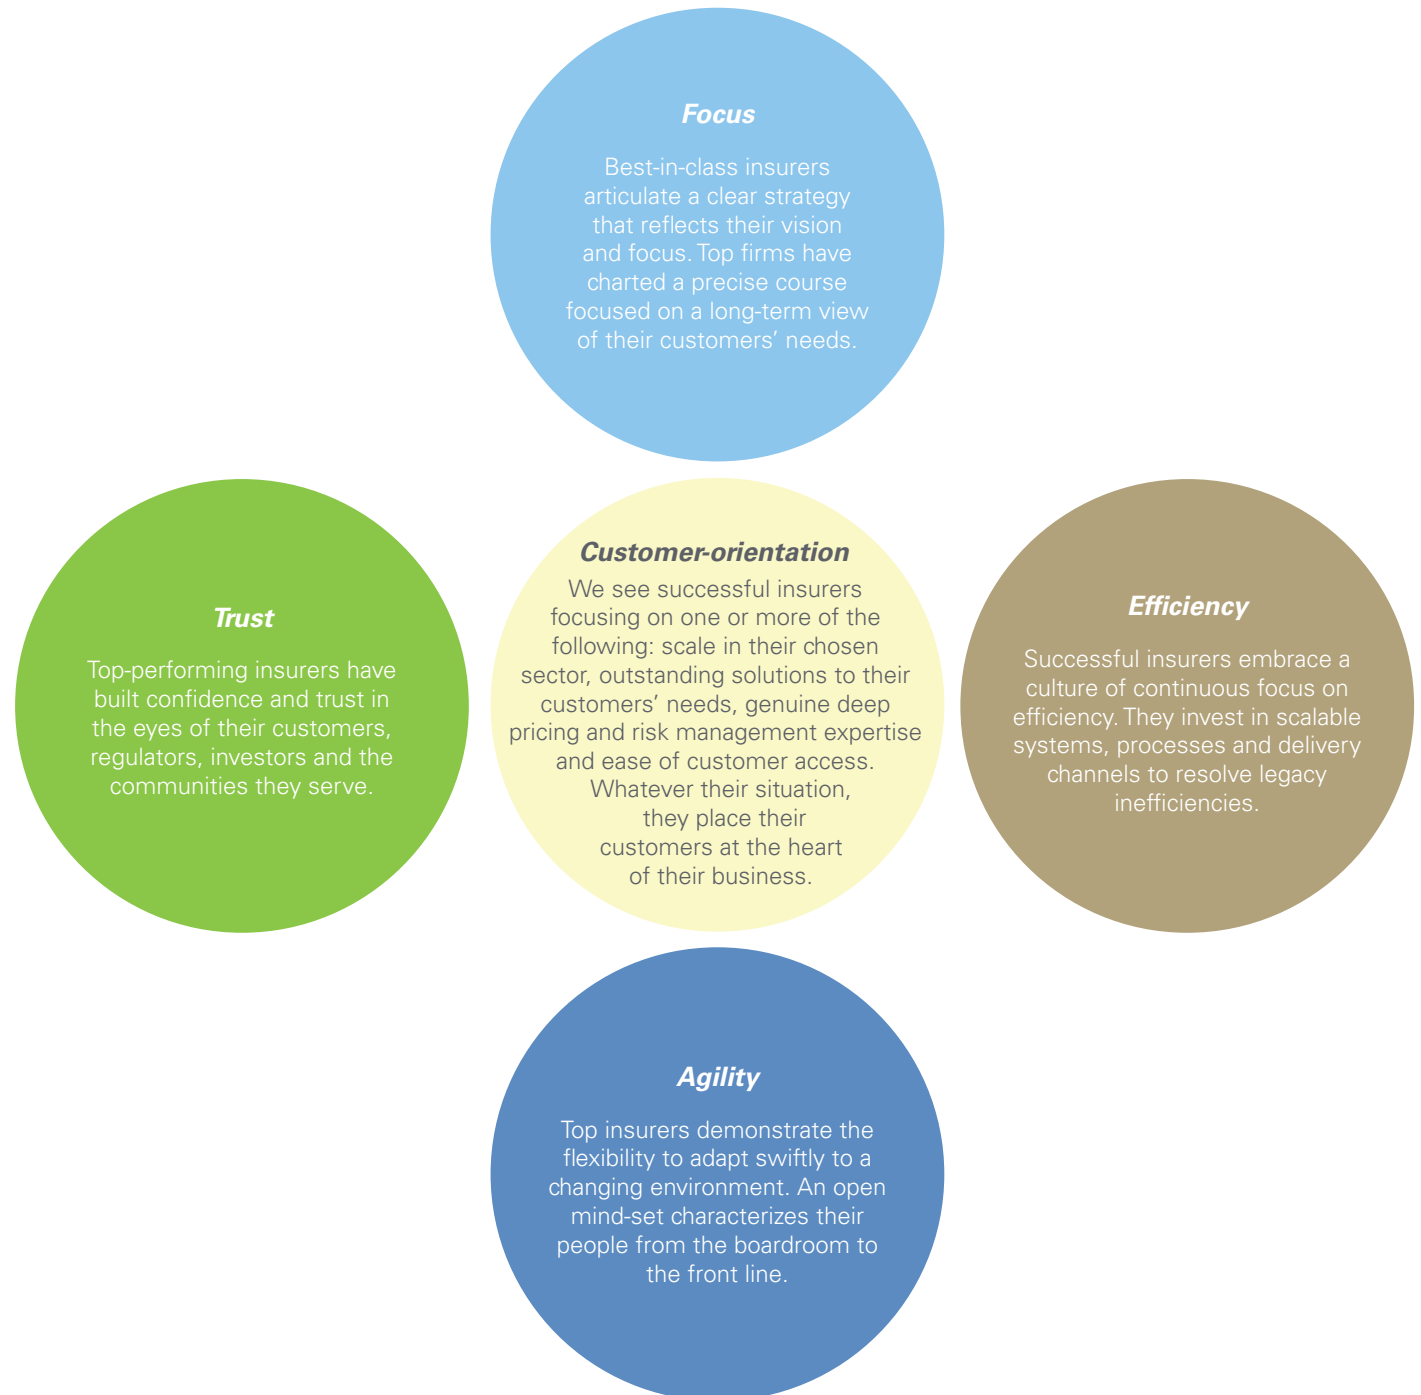 Focus
Best-in-class insurers
articulate a clear strategy
that reflects their vision
and focus. Top firms have
charted a precise course
focused on a long-term view
of their customers’ needs.
Trust
Top-performing insurers have
built confidence and trust in
the eyes of their customers,
regulators, investors and the
communities they serve.
Customer-orientation
We see successful insurers
focusing on one or more of the
following: scale in their chosen
sector, outstanding solutions to their
customers’ needs, genuine deep
pricing and risk management expertise
and ease of customer access.
Whatever their situation,
they place their
customers at the heart
of their business.
Efficiency
Successful insurers embrace a
culture of continuous focus on
efficiency. They invest in scalable
systems, processes and delivery
channels to resolve legacy
inefficiencies.
Agility
Top insurers demonstrate the
flexibility to adapt swiftly to a
changing environment. An open
mind-set characterizes their
people from the boardroom to
the front line.